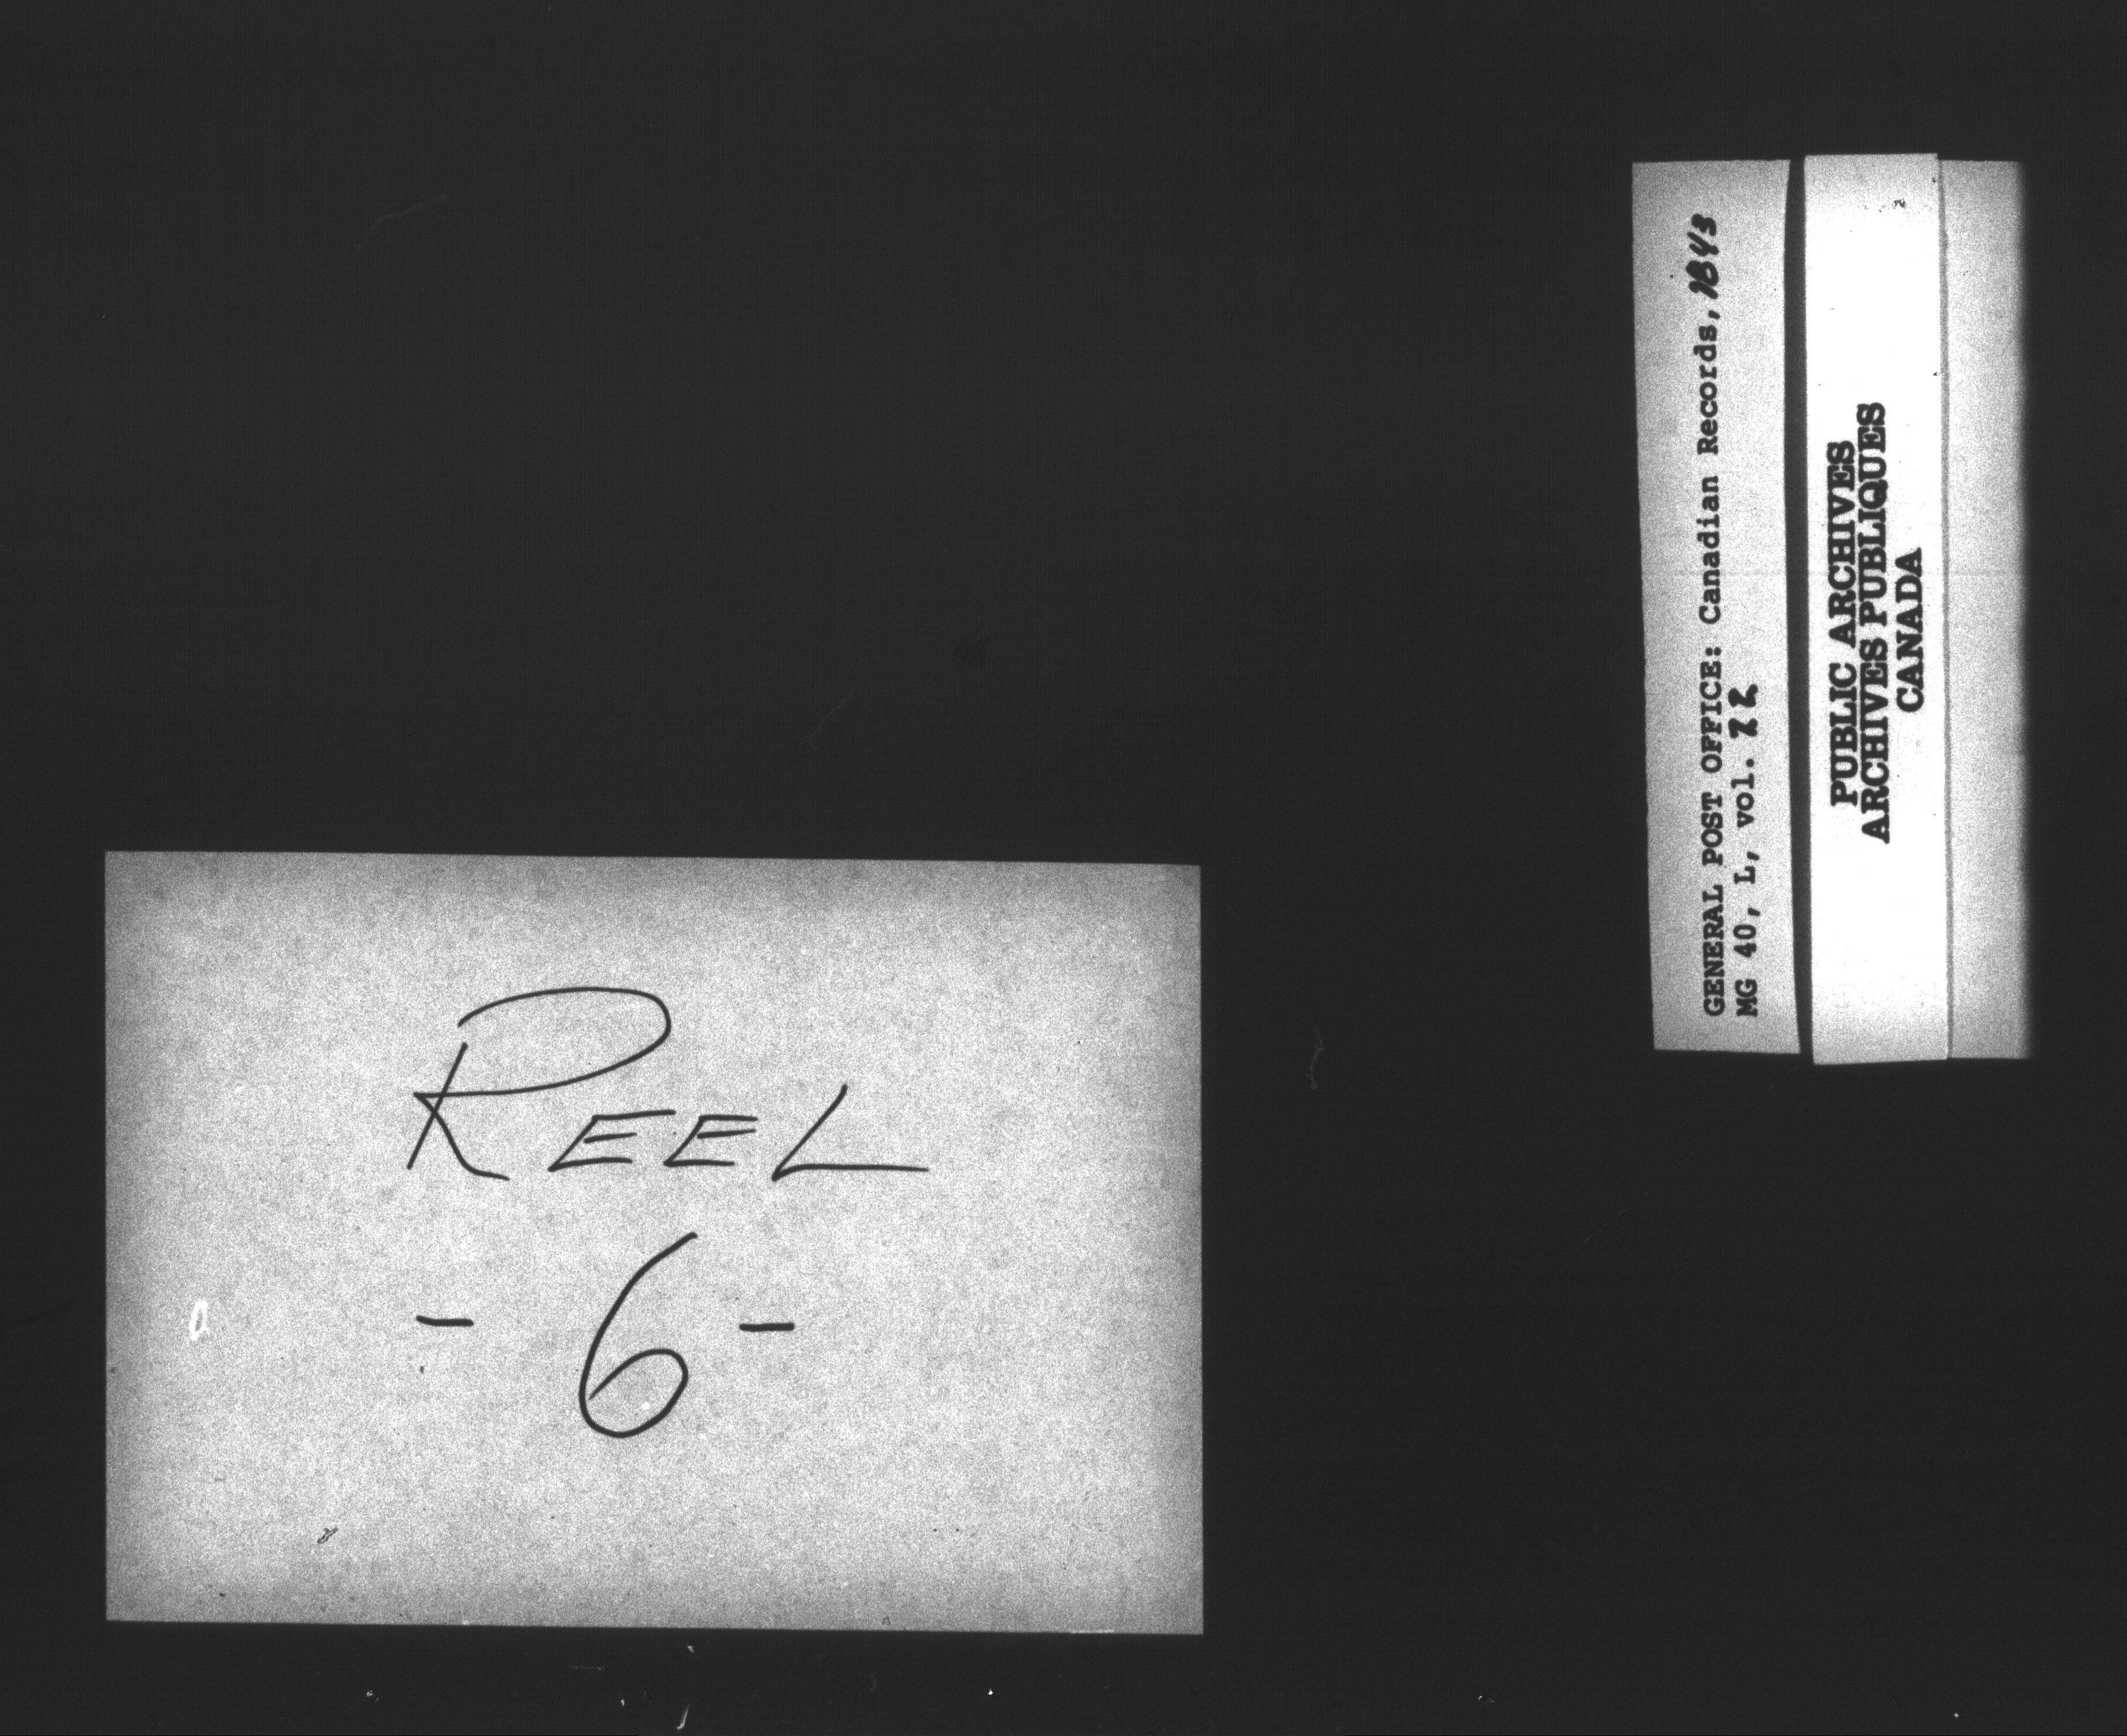 REEL
- 6 -
GENERAL POST OFFICE: Canadian Records, 1843
MG 40, L, vol. 22
PUBLIC ARCHIVES
ARCHIVES PUBLIQUES
CANADA